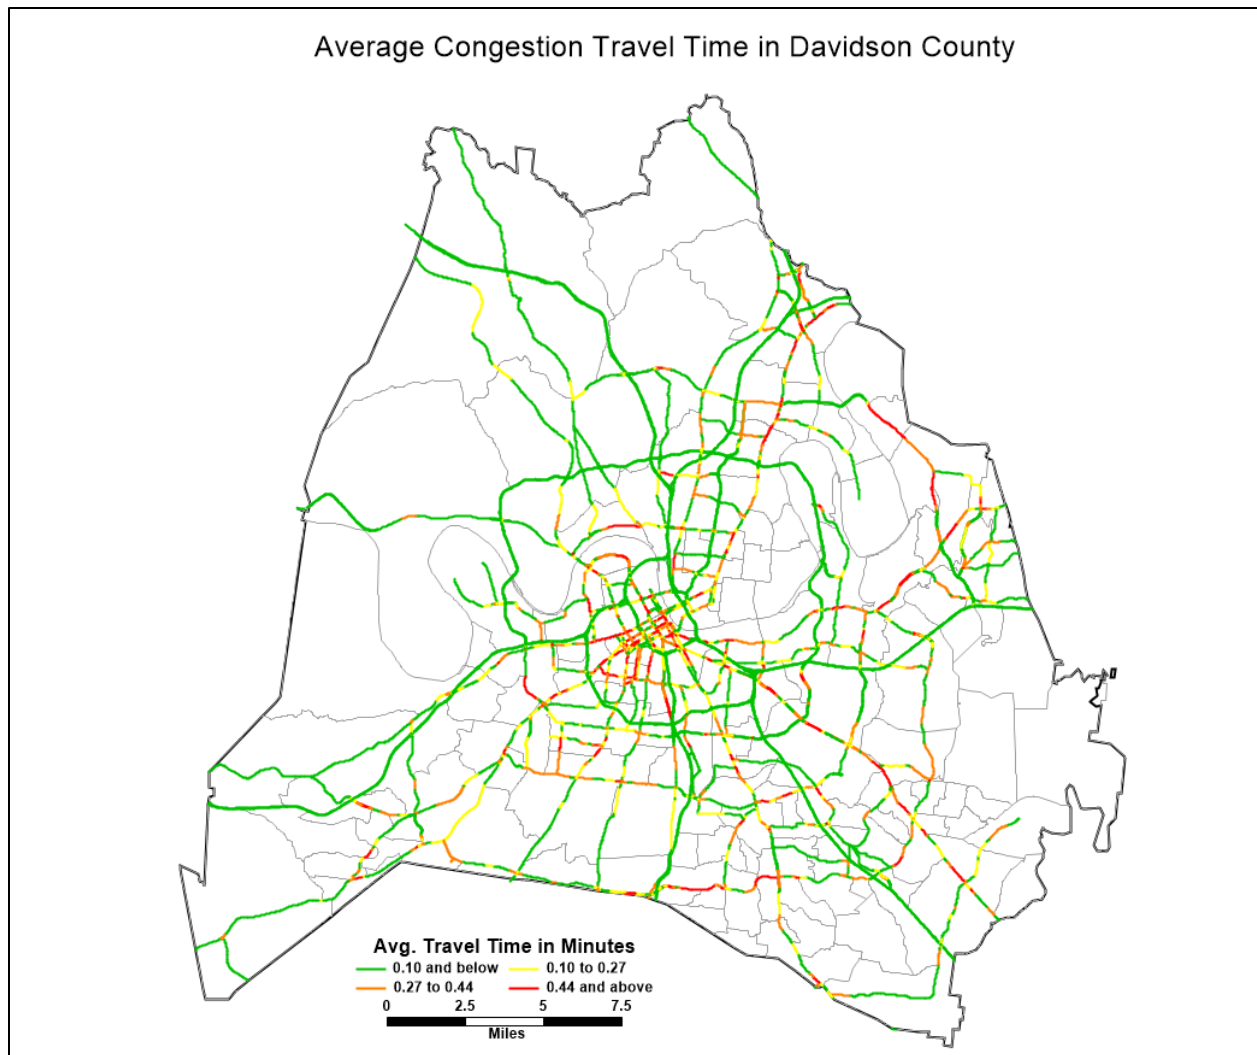 Average Congestion Travel Time in Davidson County
Avg. Travel Time in Minutes
0.10 and below 0.10 to 0.27
0.27 to 0.44 0.44 and above
0 2.5 5 7.5
Miles